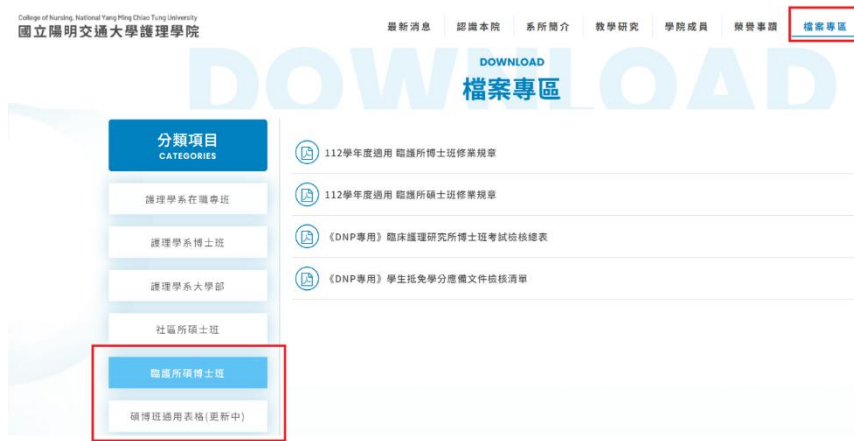 College of Nursing, National Yang Ming Chiao Tung University
國立陽明交通大學護理學院
最新消息 認識本院 系所簡介 教學研究 學院成員 榮譽事蹟 檔案專區
DOWNLOAD
DOWNLOAD
檔案專區
分類項目
CATEGORIES
護理學系在職專班
護理學系博士班
護理學系大學部
社區所碩士班
臨護所碩博士班
碩博班適用表格(更新中)
112學年度適用 臨護所博士班修業規章
112學年度適用 臨護所碩士班修業規章
《DNP專用》臨床護理研究所博士班考試檢核總表
《DNP專用》學生抵免學分應備文件檢核清單